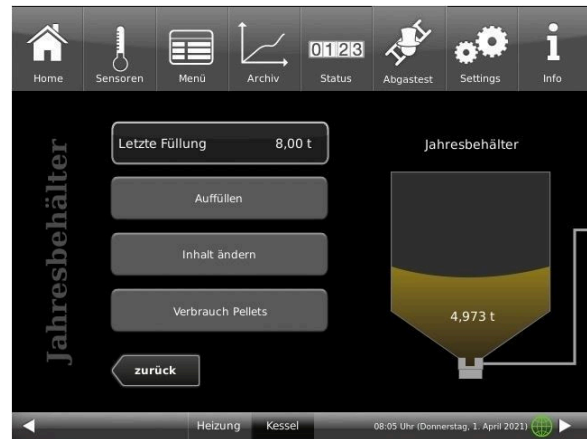 Home
Sensoren
Menü
Archiv
0123
Status
Abgastest
Settings
i
Info
Jahresbehälter
Letzte Füllung 8,00 t
Auffüllen
Inhalt ändern
Verbrauch Pellets
zurück
Jahresbehälter
4,973 t
Heizung
Kessel
08:05 Uhr (Donnerstag, 1. April 2021)